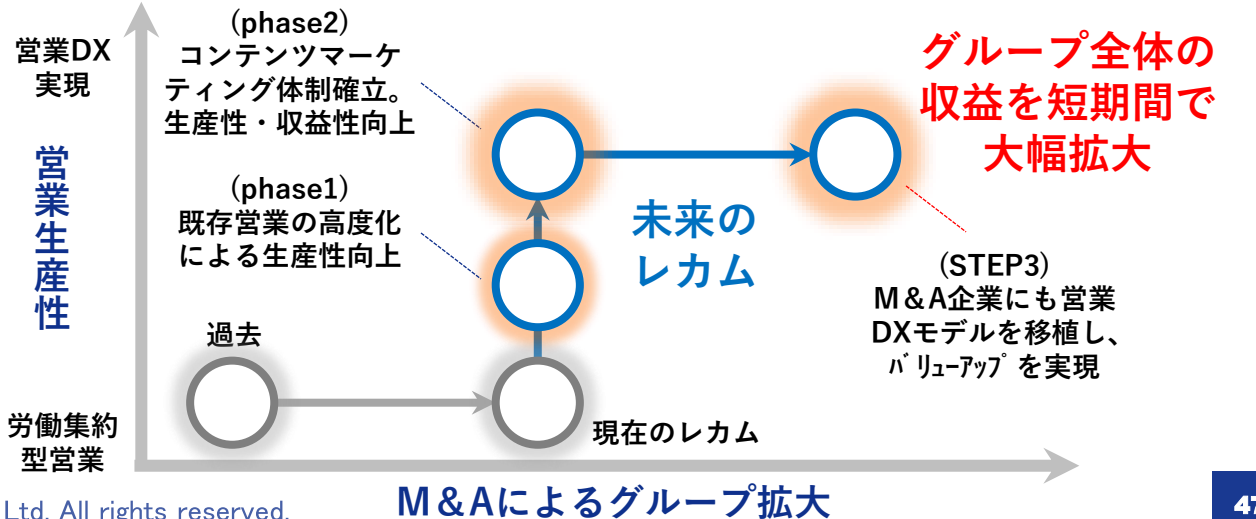 (phase2)
コンテンツマーケ
ティング体制確立。
生産性・収益性向上
営業DX
実現
グループ全体の
収益を短期間で
大幅拡大
営業生産性
(phase1)
既存営業の高度化
による生産性向上
未来の
レカム
(STEP3)
M&A企業にも営業
DXモデルを移植し、
ﾊﾞﾘｭｰｱｯﾌﾟを実現
過去
現在のレカム
労働集約
型営業
M&Aによるグループ拡大
Ltd. All rights reserved.
47